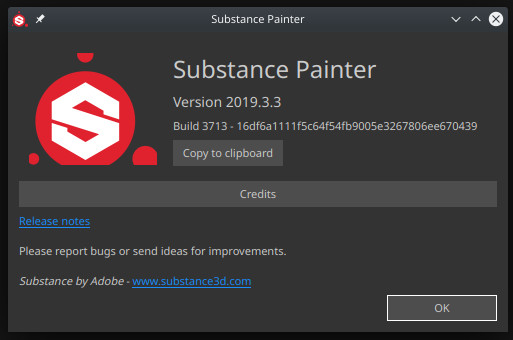 Substance Painter
Substance Painter
Version 2019.3.3
Build 3713 - 16df6a1111f5c64f54fb9005e3267806ee670439
Copy to clipboard
Credits
Release notes
Please report bugs or send ideas for improvements.
Substance by Adobe - www.substance3d.com
OK